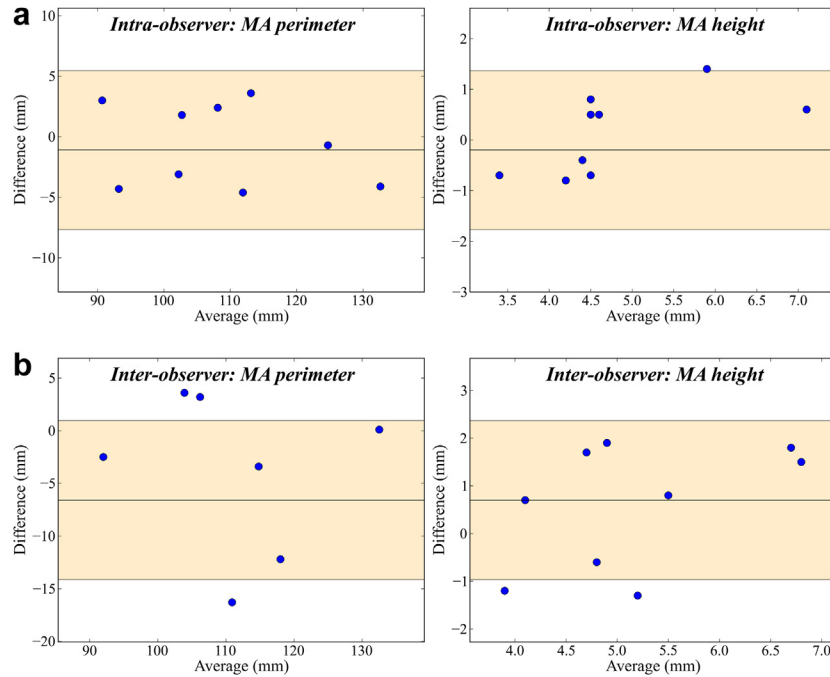 a
Intra-observer: MA perimeter
Difference (mm)
10
5
0
−5
−10
90 100 110 120 130
Average (mm)
Intra-observer: MA height
Difference (mm)
2
1
0
−1
−2
−3
3.5 4.0 4.5 5.0 5.5 6.0 6.5 7.0
Average (mm)
b
Inter-observer: MA perimeter
Difference (mm)
5
0
−5
−10
−15
−20
90 100 110 120 130
Average (mm)
Inter-observer: MA height
Difference (mm)
3
2
1
0
−1
−2
4.0 4.5 5.0 5.5 6.0 6.5 7.0
Average (mm)